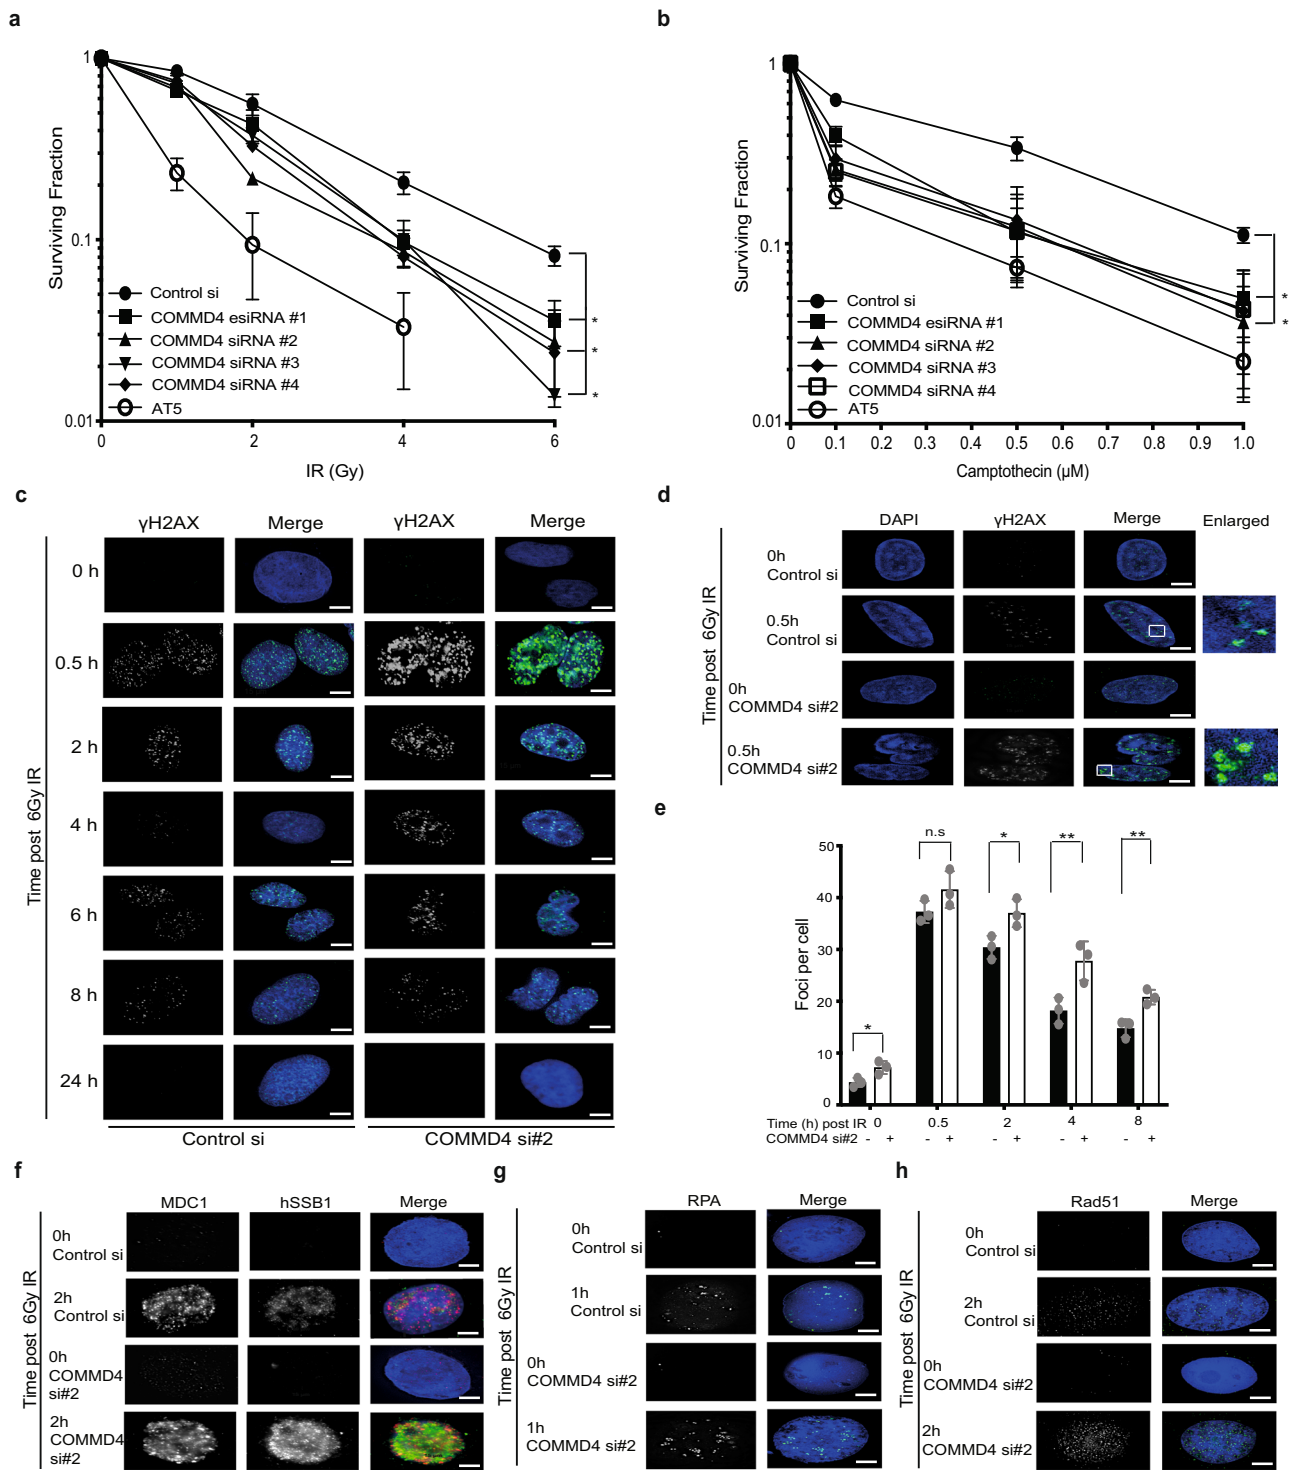 a
1
0.1
0.01
Surviving Fraction
Control si
COMMD4 esiRNA #1
COMMD4 siRNA #2
COMMD4 siRNA #3
COMMD4 siRNA #4
AT5
*
*
*
0 2 4 6
IR (Gy)
b
1
0.1
0.01
Surviving Fraction
Control si
COMMD4 esiRNA #1
COMMD4 siRNA #2
COMMD4 siRNA #3
COMMD4 siRNA #4
AT5
*
*
0 0.1 0.2 0.3 0.4 0.5 0.6 0.7 0.8 0.9 1.0
Camptothecin (µM)
c
γH2AX Merge γH2AX Merge
Time post 6Gy IR
0 h
0.5 h
2 h
4 h
6 h
8 h
24 h
Control si COMMD4 si#2
d
DAPI γH2AX Merge Enlarged
Time post 6Gy IR
0h
Control si
0.5h
Control si
0h
COMMD4 si#2
0.5h
COMMD4 si#2
e
n.s * ** **
*
50
40
30
20
10
0
Foci per cell
Time (h) post IR 0 0.5 2 4 8
COMMD4 si#2 - + - + - + - + - +
f
MDC1 hSSB1 Merge
Time post 6Gy IR
0h
Control si
2h
Control si
0h
COMMD4
si#2
2h
COMMD4
si#2
g
RPA Merge
Time post 6Gy IR
0h
Control si
1h
Control si
0h
COMMD4 si#2
1h
COMMD4 si#2
h
Rad51 Merge
Time post 6Gy IR
0h
Control si
2h
Control si
0h
COMMD4 si#2
2h
COMMD4 si#2